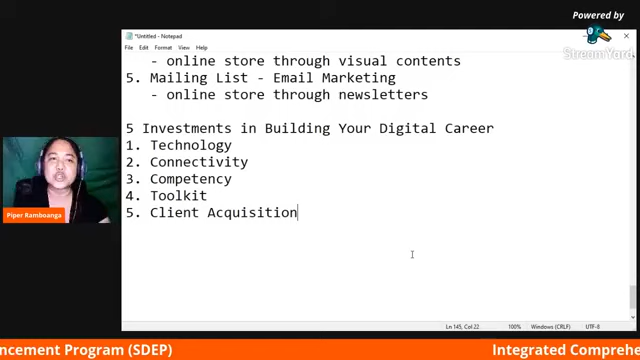 Powered by
StreamYard
*Untitled - Notepad
File Edit Format View Help
- online store through visual contents
5. Mailing List - Email Marketing
- online store through newsletters
5 Investments in Building Your Digital Career
1. Technology
2. Connectivity
3. Competency
4. Toolkit
5. Client Acquisition
Piper Ramboanga
Ln 145, Col 22 100% Windows (CRLF) UTF-8
ncement Program (SDEP) Integrated Comprehe